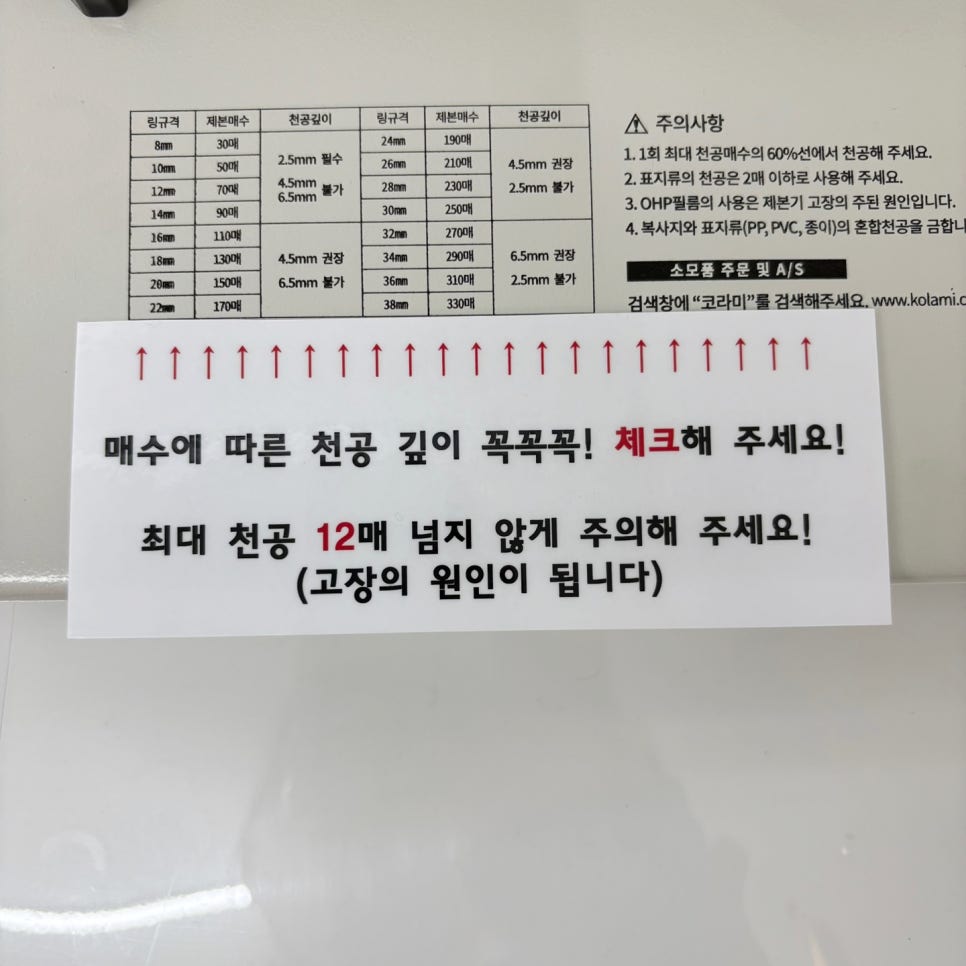 링규격 제본매수 천공깊이 링규격 제본매수 천공깊이
8mm 30매 24mm 190매
10mm 50매 2.5mm 필수 26mm 210매 4.5mm 권장
12mm 70매 4.5mm 6.5mm 불가 28mm 230매 2.5mm 불가
14mm 90매 30mm 250매
16mm 110매 32mm 270매
18mm 130매 4.5mm 권장 34mm 290매 6.5mm 권장
20mm 150매 6.5mm 불가 36mm 310매 2.5mm 불가
22mm 170매 38mm 330매
주의사항
1. 1회 최대 천공매수의 60%선에서 천공해 주세요.
2. 표지류의 천공은 2매 이하로 사용해 주세요.
3. OHP필름의 사용은 제본기 고장의 주된 원인입니다.
4. 복사지와 표지류(PP, PVC, 종이)의 혼합천공을 금합니
소모품 주문 및 A/S
검색창에 "코라미"를 검색해주세요. www.kolami.c
↑ ↑ ↑ ↑ ↑ ↑ ↑ ↑ ↑ ↑ ↑ ↑ ↑ ↑ ↑ ↑ ↑ ↑ ↑ ↑ ↑
매수에 따른 천공 깊이 꼭꼭꼭! 체크해 주세요!
최대 천공 12매 넘지 않게 주의해 주세요!
(고장의 원인이 됩니다)